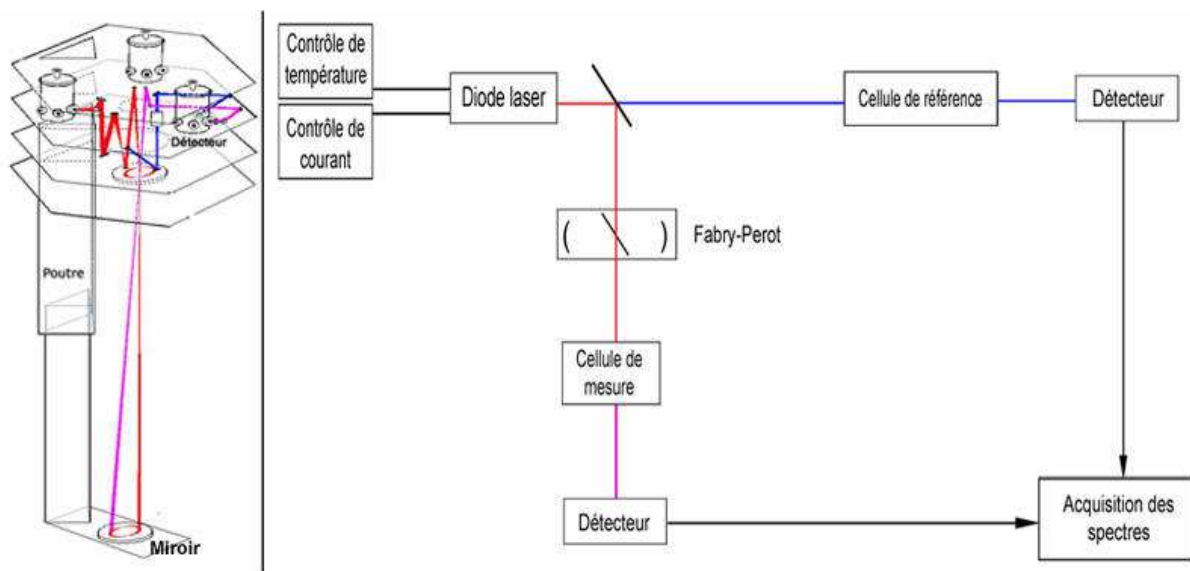 Détecteur
Poutre
Miroir
Contrôle de
température
Contrôle de
courant
Diode laser
Cellule de référence
Détecteur
( )
Fabry-Perot
Cellule de
mesure
Détecteur
Acquisition des
spectres